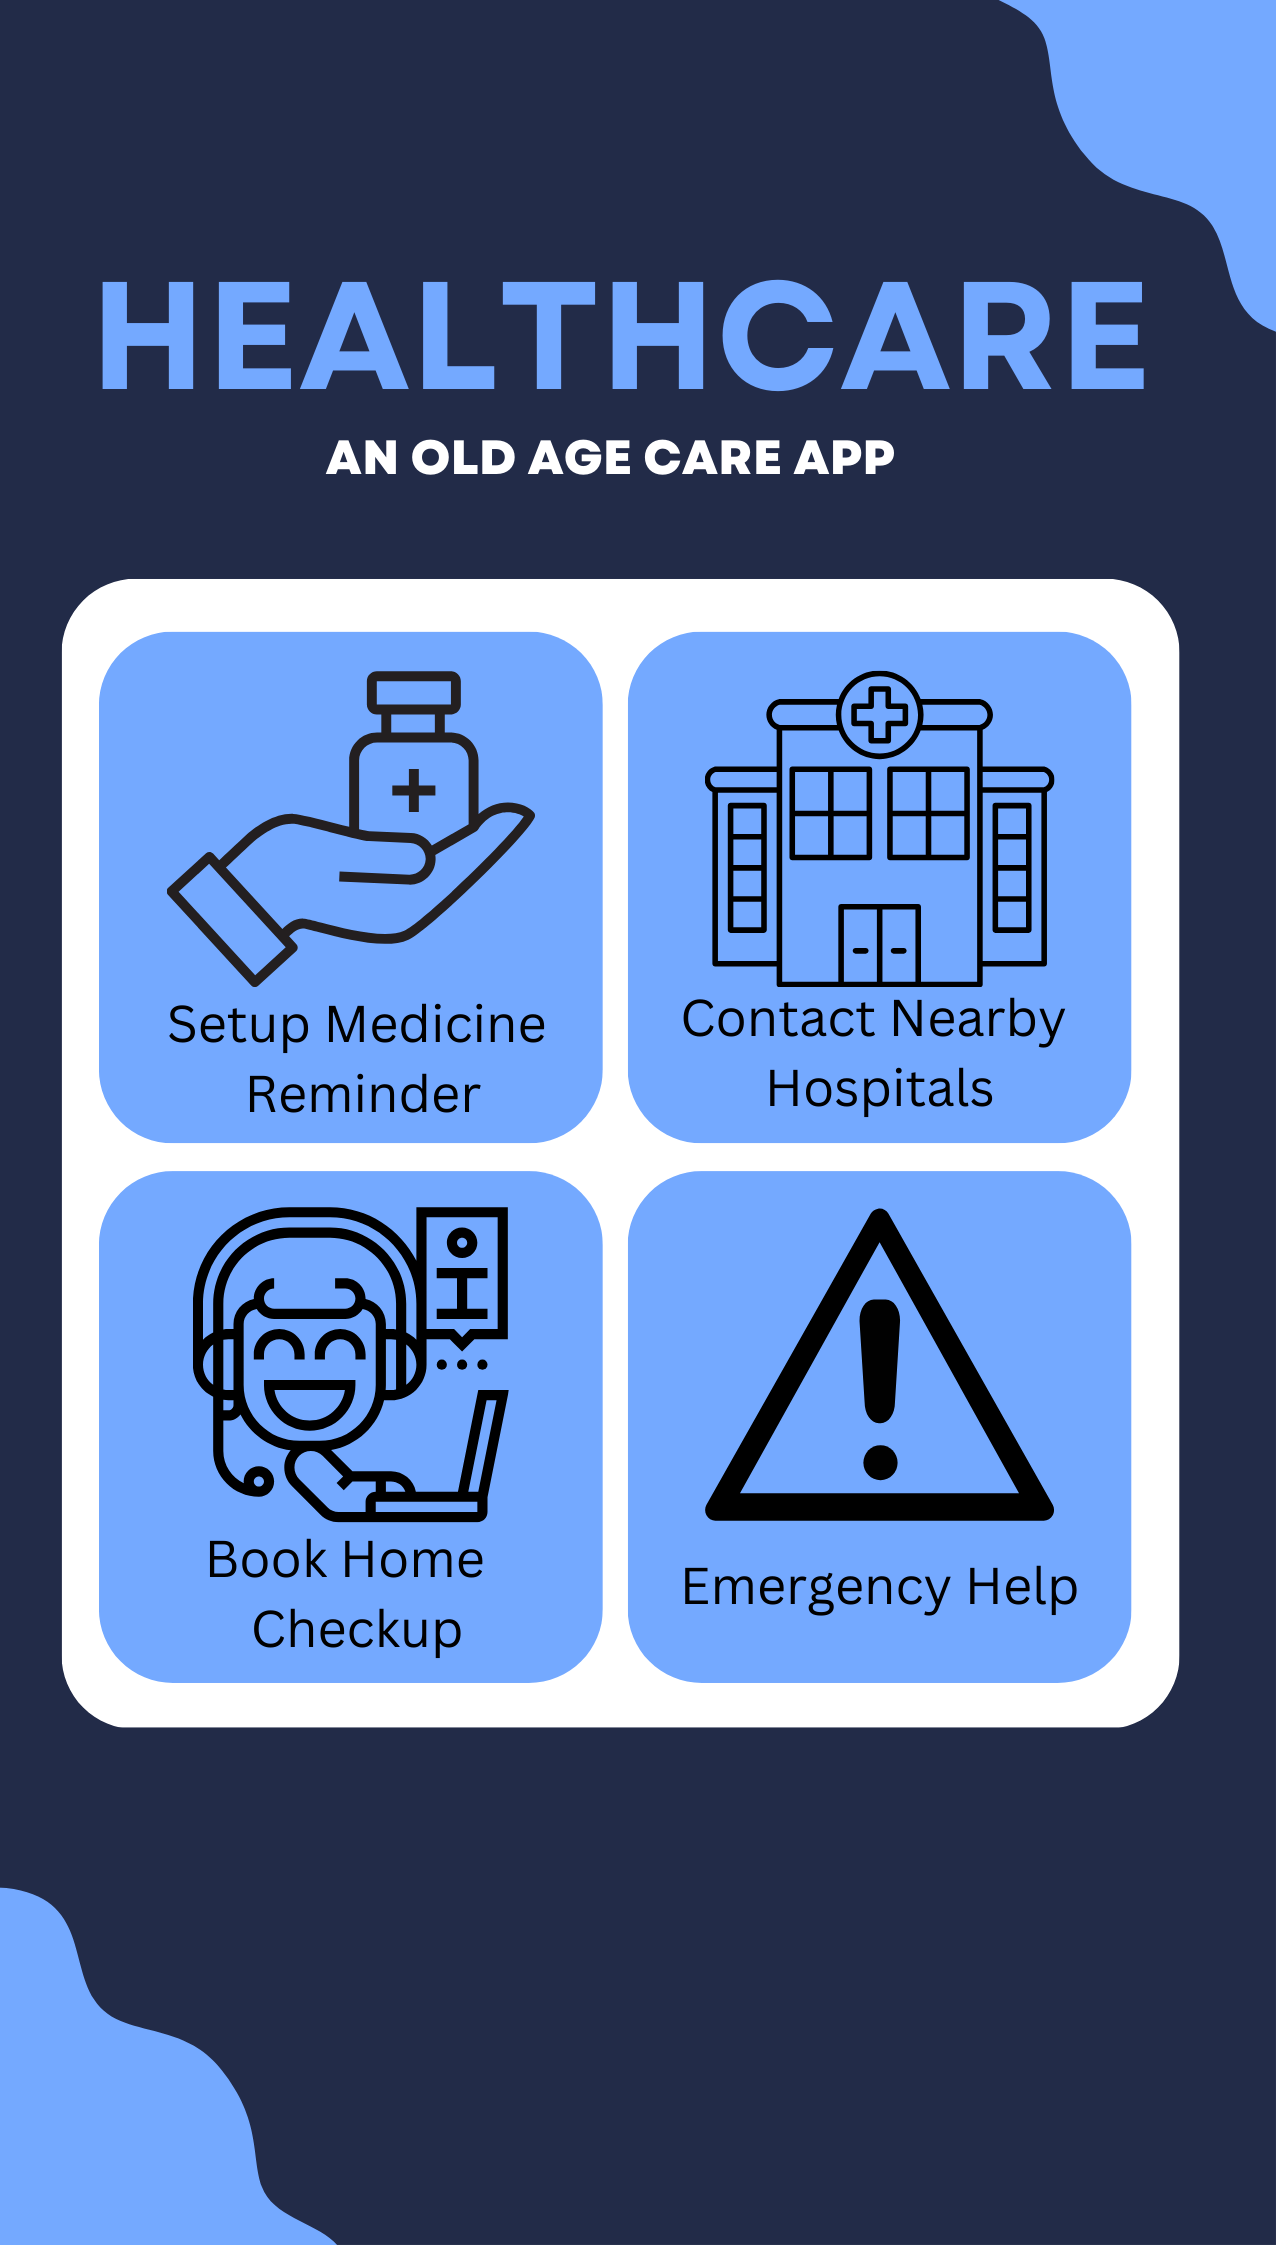 HEALTHCARE
AN OLD AGE CARE APP
Setup Medicine
Reminder
Contact Nearby
Hospitals
Book Home
Checkup
Emergency Help